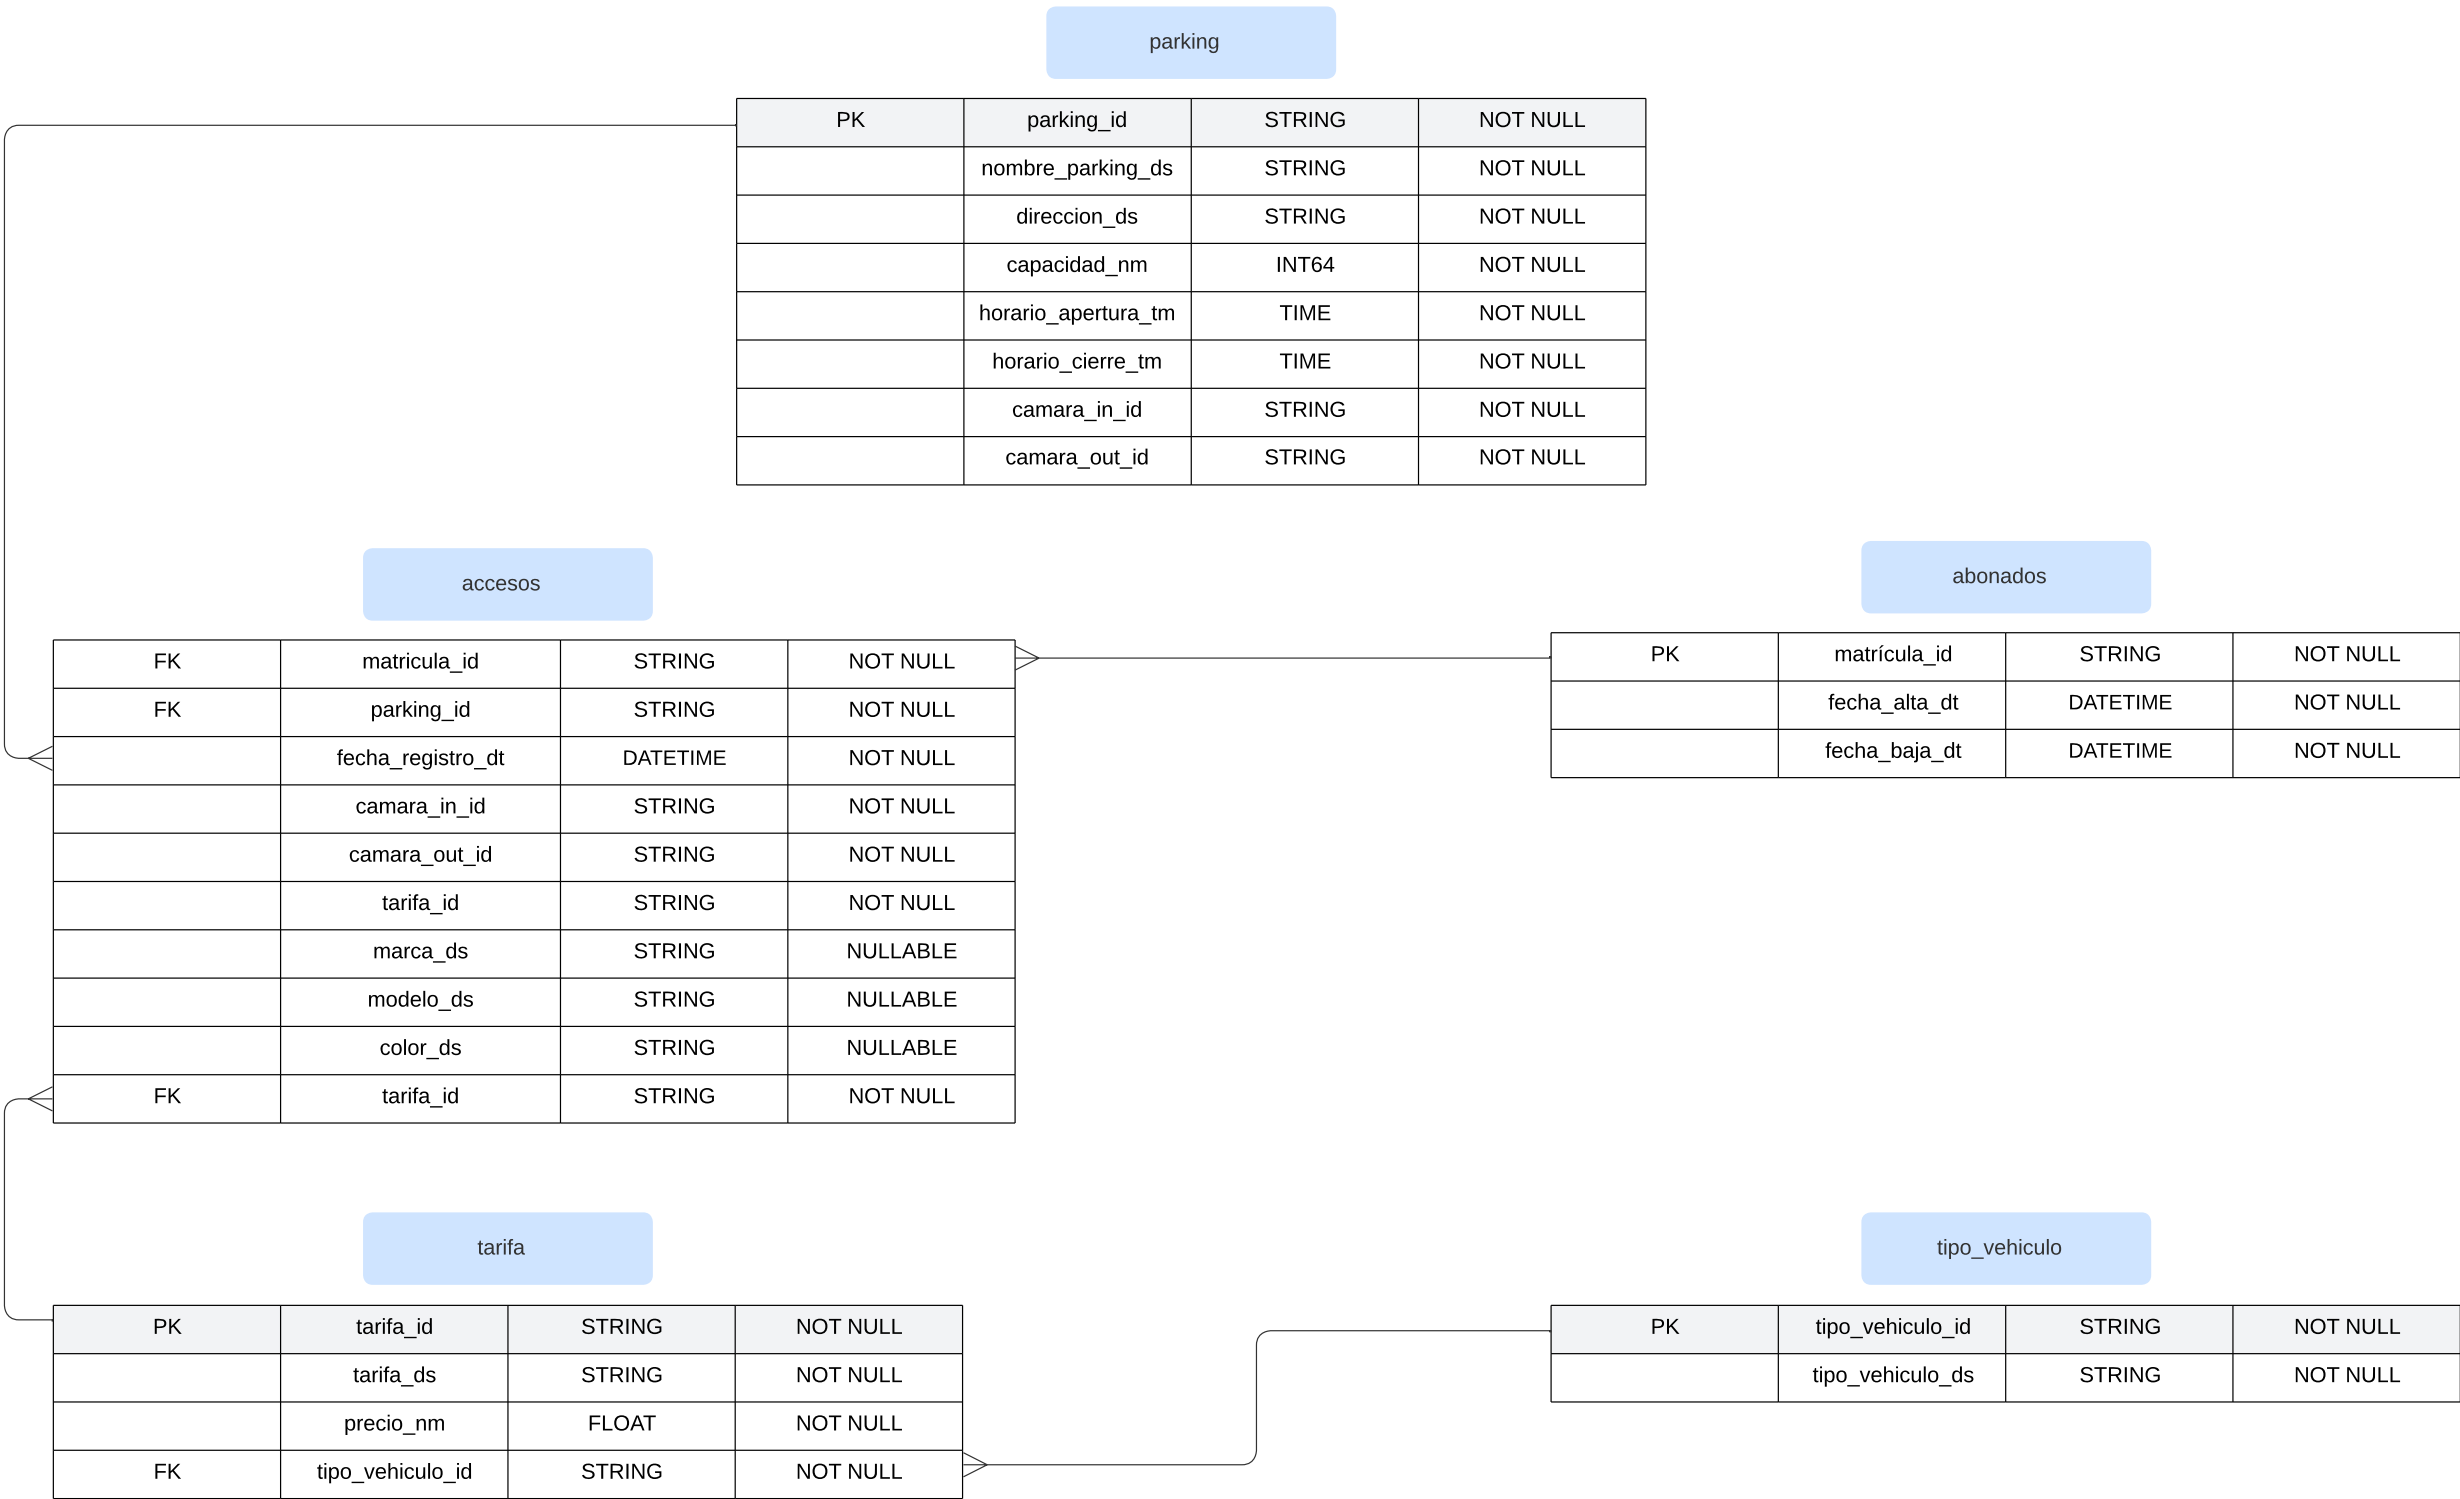 parking
PK parking_id STRING NOT NULL
nombre_parking_ds STRING NOT NULL
direccion_ds STRING NOT NULL
capacidad_nm INT64 NOT NULL
horario_apertura_tm TIME NOT NULL
horario_cierre_tm TIME NOT NULL
camara_in_id STRING NOT NULL
camara_out_id STRING NOT NULL
accesos
FK matricula_id STRING NOT NULL
FK parking_id STRING NOT NULL
fecha_registro_dt DATETIME NOT NULL
camara_in_id STRING NOT NULL
camara_out_id STRING NOT NULL
tarifa_id STRING NOT NULL
marca_ds STRING NULLABLE
modelo_ds STRING NULLABLE
color_ds STRING NULLABLE
FK tarifa_id STRING NOT NULL
abonados
PK matrícula_id STRING NOT NULL
fecha_alta_dt DATETIME NOT NULL
fecha_baja_dt DATETIME NOT NULL
tarifa
PK tarifa_id STRING NOT NULL
tarifa_ds STRING NOT NULL
precio_nm FLOAT NOT NULL
FK tipo_vehiculo_id STRING NOT NULL
tipo_vehiculo
PK tipo_vehiculo_id STRING NOT NULL
tipo_vehiculo_ds STRING NOT NULL